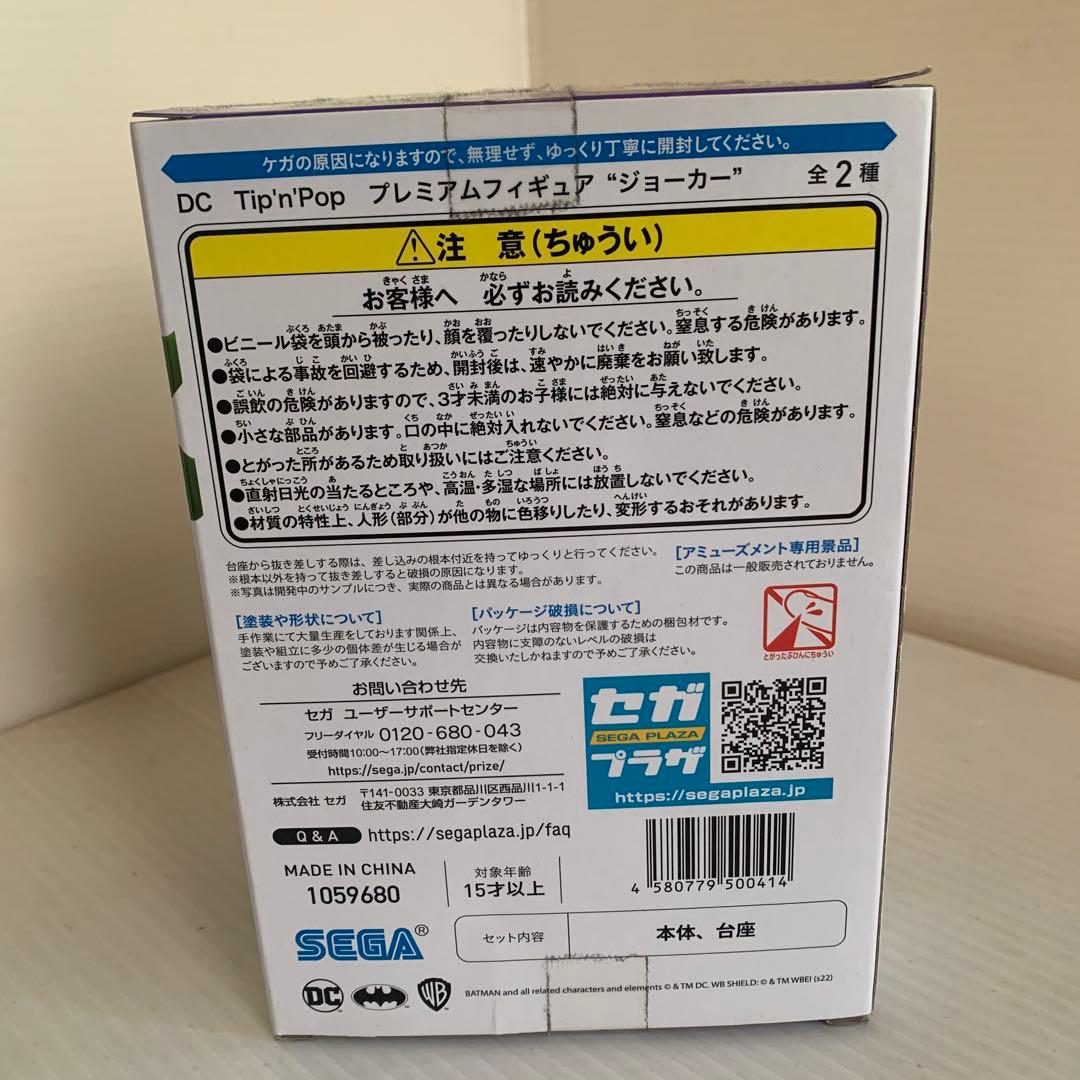 ケガの原因になりますので、無理せず、ゆっくり丁寧に開封してください。
DC Tip'n'Pop プレミアムフィギュア “ジョーカー” 全2種
注 意(ちゅうい)
お客様へ 必ずお読みください。
●ビニール袋を頭から被ったり、顔を覆ったりしないでください。窒息する危険があります。
●袋による事故を回避するため、開封後は、速やかに廃棄をお願い致します。
●誤飲の危険がありますので、3才未満のお子様には絶対に与えないでください。
●小さな部品があります。口の中に絶対入れないでください。窒息などの危険があります。
●とがった所があるため取り扱いにはご注意ください。
●直射日光の当たるところや、高温・多湿な場所には放置しないでください。
●材質の特性上、人形(部分)が他の物に色移りしたり、変形するおそれがあります。
台座から抜き差しする際は、差し込みの根本付近を持ってゆっくりと行ってください。
※根本以外を持って抜き差しすると破損の原因になります。
※写真は開発中のサンプルにつき、実際の商品とは異なる場合があります。
[アミューズメント専用景品]
この商品は一般販売されておりません。
[塗装や形状について]
手作業にて大量生産をしております関係上、
塗装や組立に多少の個体差が生じる場合が
ございますので予めご了承ください。
[パッケージ破損について]
パッケージは内容物を保護するための梱包材です。
内容物に支障のないレベルの破損は
交換いたしかねますので予めご了承ください。
とがったぶひんにちゅうい
お問い合わせ先
セガ ユーザーサポートセンター
フリーダイヤル 0120-680-043
受付時間10:00～17:00(弊社指定休日を除く)
https://sega.jp/contact/prize/
株式会社 セガ 〒141-0033 東京都品川区西品川1-1-1
住友不動産大崎ガーデンタワー
Q & A https://segaplaza.jp/faq
セガ
SEGA PLAZA
プラザ
https://segaplaza.jp
MADE IN CHINA
1059680
対象年齢
15才以上
4 580779 500414
SEGA®
セット内容 本体、台座
DC WB
BATMAN and all related characters and elements © & TM DC. WB SHIELD: © & TM WBEI (s22)